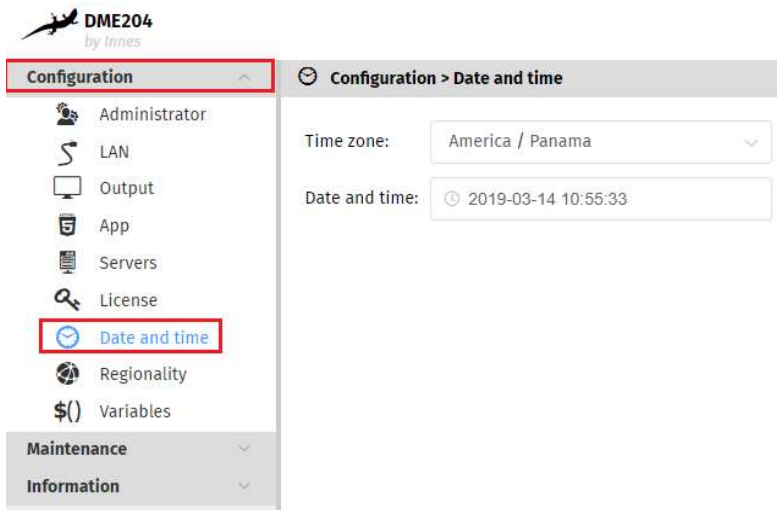 DME204
by Innes
Configuration
Administrator
LAN
Output
App
Servers
License
Date and time
Regionality
$() Variables
Maintenance
Information
Configuration > Date and time
Time zone: America / Panama
Date and time: 2019-03-14 10:55:33